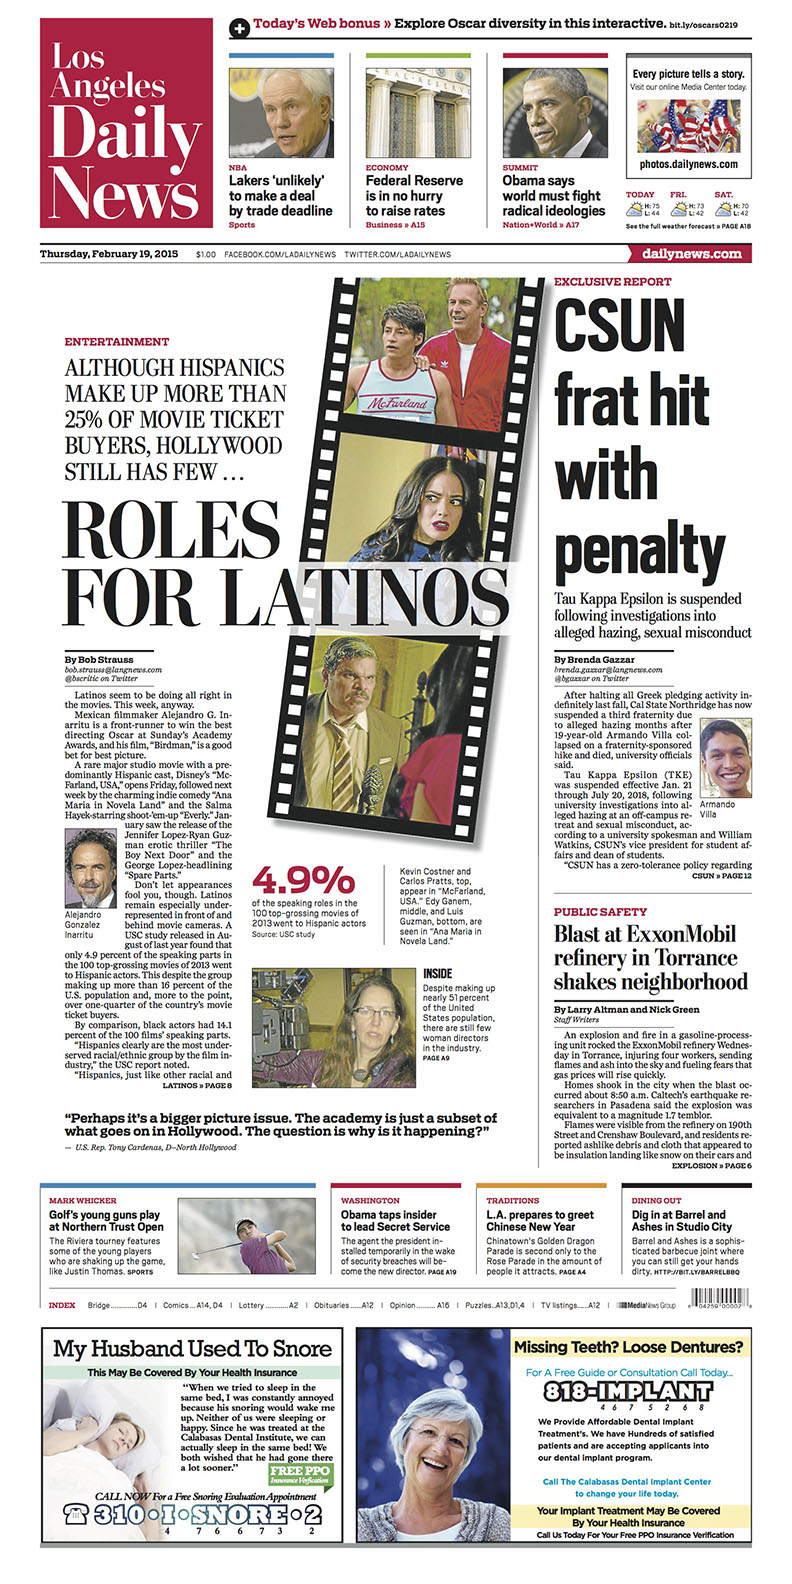 Los
Angeles
Daily
News
Today's Web bonus » Explore Oscar diversity in this interactive. bit.ly/oscars0219
NBA
Lakers 'unlikely'
to make a deal
by trade deadline
Sports
ECONOMY
Federal Reserve
is in no hurry
to raise rates
Business » A15
SUMMIT
Obama says
world must fight
radical ideologies
Nation+World » A17
Every picture tells a story.
Visit our online Media Center today.
photos.dailynews.com
TODAY
H: 75
L: 44
FRI.
H: 73
L: 42
SAT.
H: 70
L: 42
See the full weather forecast » PAGE A18
Thursday, February 19, 2015 $1.00 FACEBOOK.COM/LADAILYNEWS TWITTER.COM/LADAILYNEWS dailynews.com
ENTERTAINMENT
ALTHOUGH HISPANICS
MAKE UP MORE THAN
25% OF MOVIE TICKET
BUYERS, HOLLYWOOD
STILL HAS FEW ...
ROLES
FOR LATINOS
McFarland
By Bob Strauss
bob.strauss@langnews.com
@bscritic on Twitter
Latinos seem to be doing all right in
the movies. This week, anyway.
Mexican filmmaker Alejandro G. In-
arritu is a front-runner to win the best
directing Oscar at Sunday's Academy
Awards, and his film, "Birdman," is a good
bet for best picture.
A rare major studio movie with a pre-
dominantly Hispanic cast, Disney's "Mc-
Farland, USA," opens Friday, followed next
week by the charming indie comedy "Ana
Maria in Novela Land" and the Salma
Hayek-starring shoot-'em-up "Everly." Jan-
uary saw the release of the
Jennifer Lopez-Ryan Guz-
man erotic thriller "The
Boy Next Door" and the
George Lopez-headlining
"Spare Parts."
Don't let appearances
fool you, though. Latinos
remain especially under-
represented in front of and
behind movie cameras. A
USC study released in Au-
gust of last year found that
only 4.9 percent of the speaking parts in
the 100 top-grossing movies of 2013 went
to Hispanic actors. This despite the group
making up more than 16 percent of the
U.S. population and, more to the point,
over one-quarter of the country's movie
ticket buyers.
By comparison, black actors had 14.1
percent of the 100 films' speaking parts.
"Hispanics clearly are the most under-
served racial/ethnic group by the film in-
dustry," the USC report noted.
"Hispanics, just like other racial and
LATINOS » PAGE 8
Alejandro
Gonzalez
Inarritu
4.9%
of the speaking roles in the
100 top-grossing movies of
2013 went to Hispanic actors
Source: USC study
Kevin Costner and
Carlos Pratts, top,
appear in "McFarland,
USA." Edy Ganem,
middle, and Luis
Guzman, bottom, are
seen in "Ana Maria in
Novela Land."
INSIDE
Despite making up
nearly 51 percent
of the United
States population,
there are still few
woman directors
in the industry.
PAGE A9
"Perhaps it's a bigger picture issue. The academy is just a subset of
what goes on in Hollywood. The question is why is it happening?"
— U.S. Rep. Tony Cardenas, D-North Hollywood
EXCLUSIVE REPORT
CSUN
frat hit
with
penalty
Tau Kappa Epsilon is suspended
following investigations into
alleged hazing, sexual misconduct
By Brenda Gazzar
brenda.gazzar@langnews.com
@bgazzar on Twitter
After halting all Greek pledging activity in-
definitely last fall, Cal State Northridge has now
suspended a third fraternity due
to alleged hazing months after
19-year-old Armando Villa col-
lapsed on a fraternity-sponsored
hike and died, university officials
said.
Tau Kappa Epsilon (TKE)
was suspended effective Jan. 21
through July 20, 2018, following
university investigations into al-
leged hazing at an off-campus re-
treat and sexual misconduct, ac-
cording to a university spokesman and William
Watkins, CSUN's vice president for student af-
fairs and dean of students.
"CSUN has a zero-tolerance policy regarding
CSUN » PAGE 12
Armando
Villa
PUBLIC SAFETY
Blast at ExxonMobil
refinery in Torrance
shakes neighborhood
By Larry Altman and Nick Green
Staff Writers
An explosion and fire in a gasoline-process-
ing unit rocked the ExxonMobil refinery Wednes-
day in Torrance, injuring four workers, sending
flames and ash into the sky and fueling fears that
gas prices will rise quickly.
Homes shook in the city when the blast oc-
curred about 8:50 a.m. Caltech's earthquake re-
searchers in Pasadena said the explosion was
equivalent to a magnitude 1.7 temblor.
Flames were visible from the refinery on 190th
Street and Crenshaw Boulevard, and residents re-
ported ashlike debris and cloth that appeared to
be insulation landing like snow on their cars and
EXPLOSION » PAGE 6
MARK WHICKER
Golf's young guns play
at Northern Trust Open
The Riviera tourney features
some of the young players
who are shaking up the game,
like Justin Thomas. SPORTS
WASHINGTON
Obama taps insider
to lead Secret Service
The agent the president in-
stalled temporarily in the wake
of security breaches will be-
come the new director. PAGE A19
TRADITIONS
L.A. prepares to greet
Chinese New Year
Chinatown's Golden Dragon
Parade is second only to the
Rose Parade in the amount of
people it attracts. PAGE A4
DINING OUT
Dig in at Barrel and
Ashes in Studio City
Barrel and Ashes is a sophis-
ticated barbecue joint where
you can still get your hands
dirty. HTTP://BIT.LY/BARRELBBQ
INDEX Bridge.............D4 | Comics...A14, D4 | Lottery...........A2 | Obituaries......A12 | Opinion........A16 | Puzzles..A13,D1,4 | TV listings.....A12 | MediaNews Group
My Husband Used To Snore
This May Be Covered By Your Health Insurance
"When we tried to sleep in the
same bed, I was constantly annoyed
because his snoring would wake me
up. Neither of us were sleeping or
happy. Since he was treated at the
Calabasas Dental Institute, we can
actually sleep in the same bed! We
both wished that he had gone there
a lot sooner."
FREE PPO
Insurance Verfication
CALL NOW For a Free Snoring Evaluation Appointment
310·I·SNORE·2
4 7 6 6 7 3 2
Missing Teeth? Loose Dentures?
For A Free Guide or Consultation Call Today...
818-IMPLANT
4 6 7 5 2 6 8
We Provide Affordable Dental Implant
Treatment's. We have Hundreds of satisfied
patients and are accepting applicants into
our dental implant program.
Call The Calabasas Dental Implant Center
to change your life today.
Your Implant Treatment May Be Covered
By Your Health Insurance
Call Us Today For Your Free PPO Insurance Verification